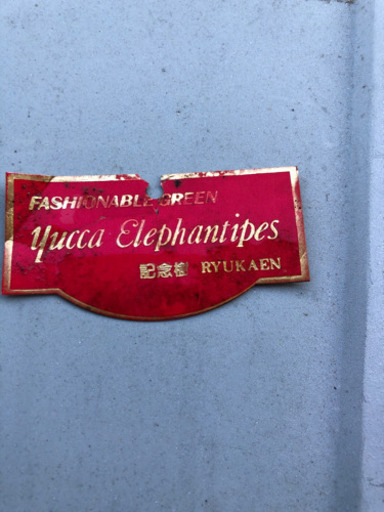 FASHIONABLE GREEN
Yucca Elephantipes
記念樹 RYUKAEN